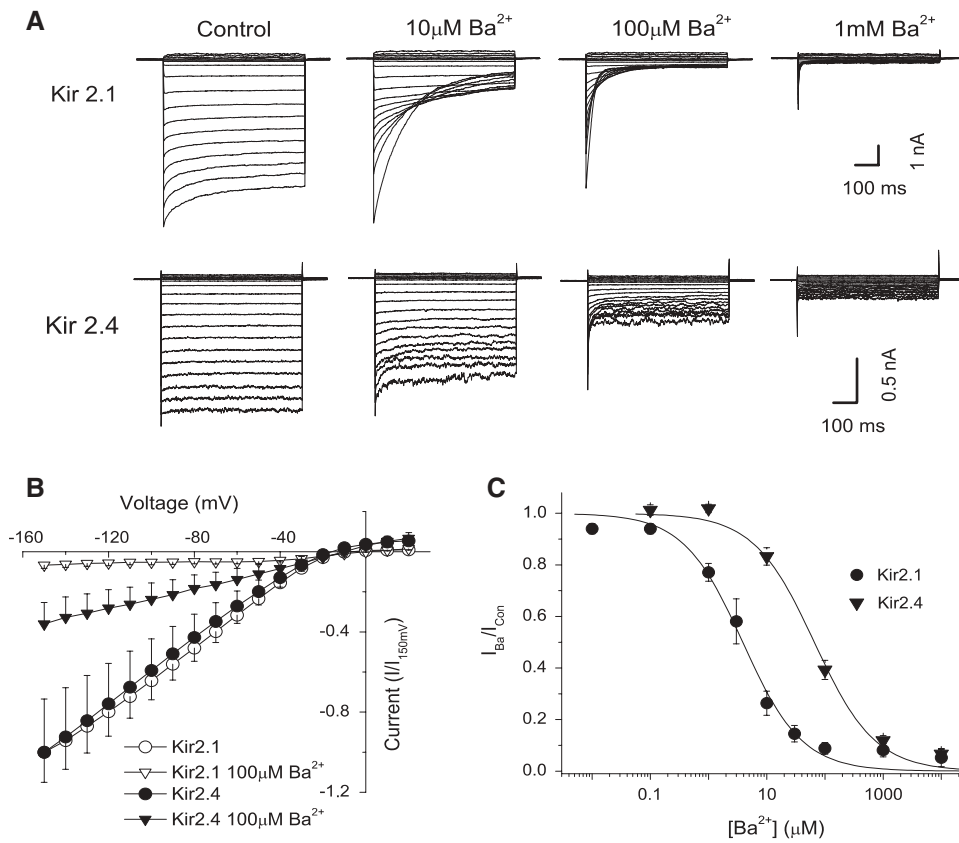 A
Control
10µM Ba²⁺
100µM Ba²⁺
1mM Ba²⁺
Kir 2.1
1 nA
100 ms
Kir 2.4
0.5 nA
100 ms
B
Voltage (mV)
-160 -120 -80 -40
-0.4
-0.8
-1.2
Current (I/I150mV)
Kir2.1
Kir2.1 100µM Ba²⁺
Kir2.4
Kir2.4 100µM Ba²⁺
C
1.0
0.8
0.6
0.4
0.2
0.0
IBa/ICon
Kir2.1
Kir2.4
0.1 10 1000
[Ba²⁺] (µM)